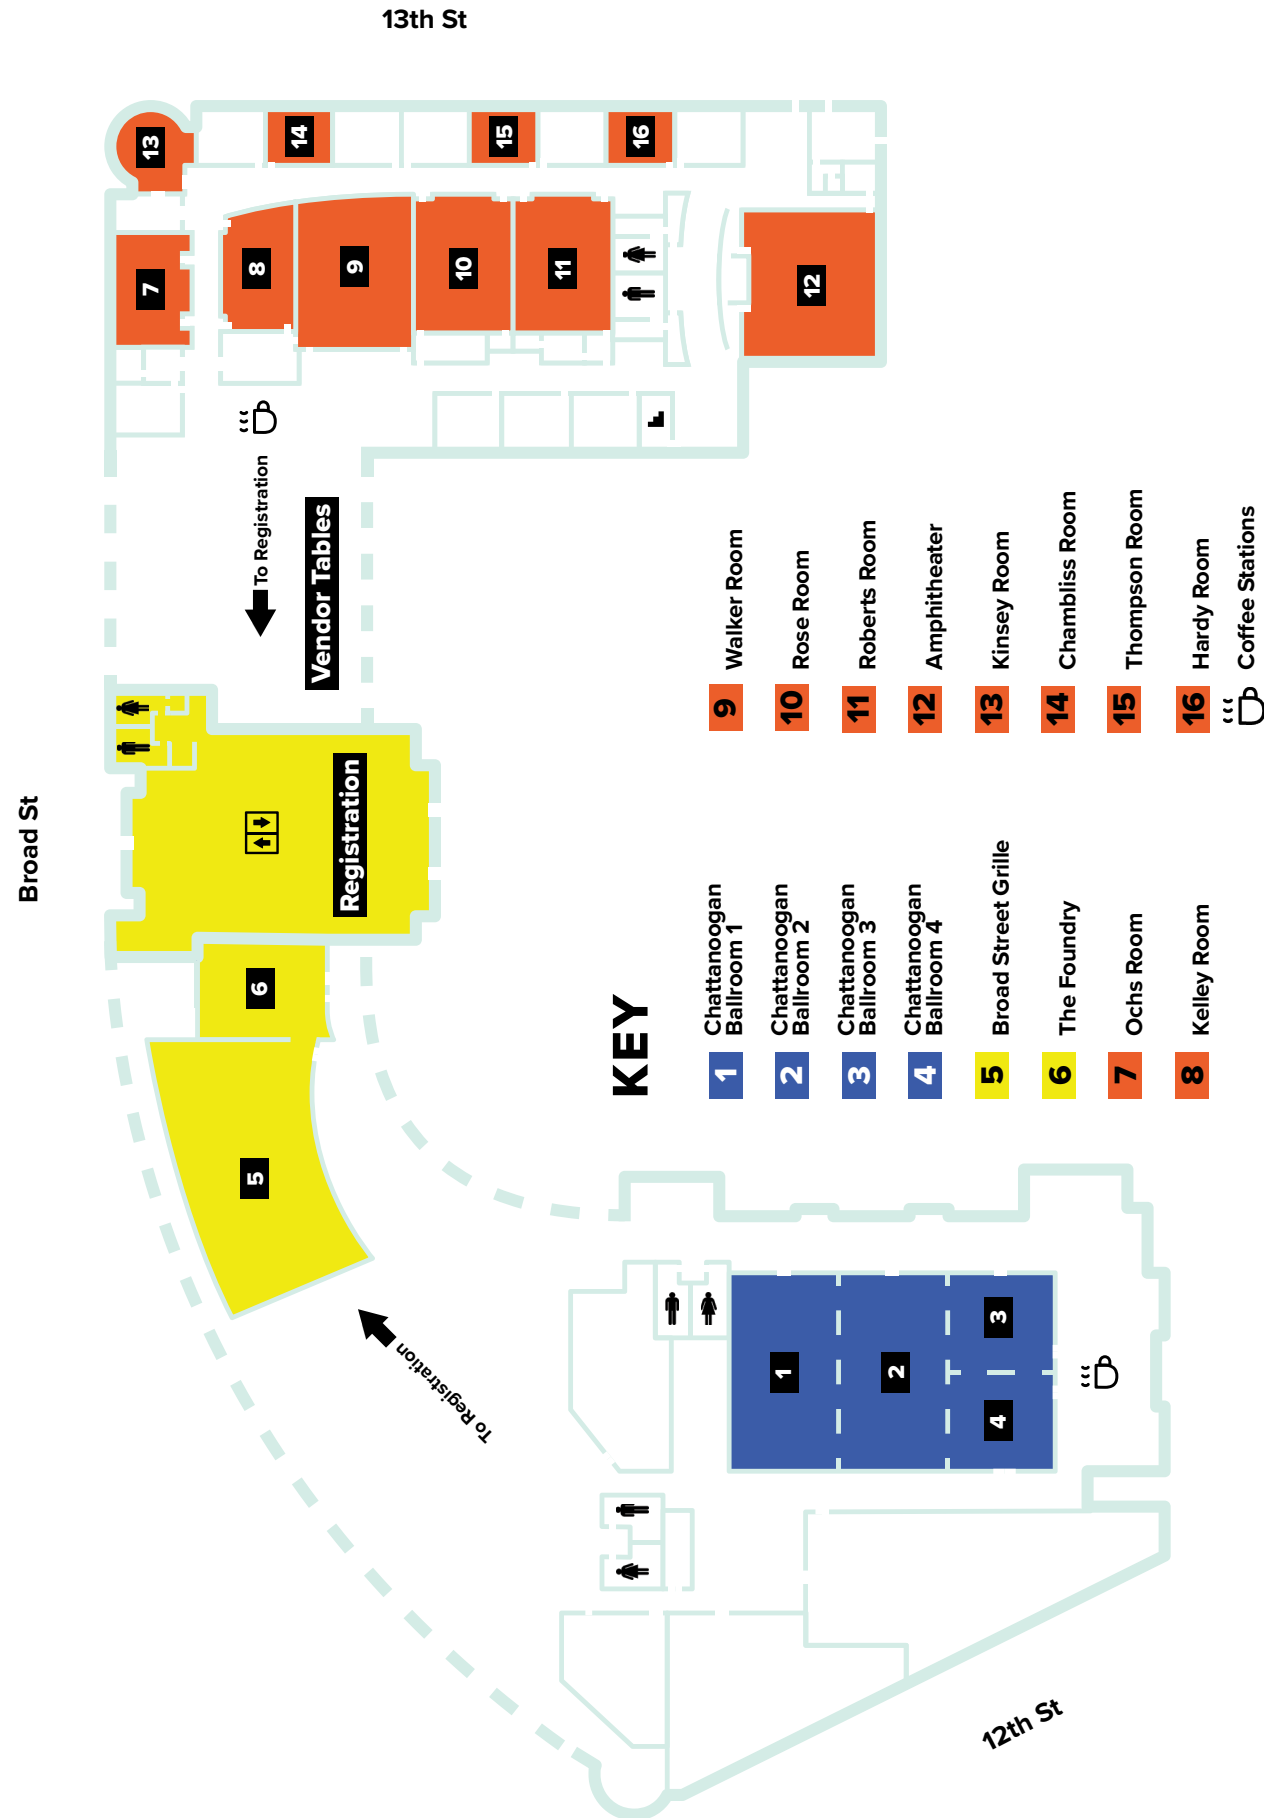 13th St
Broad St
12th St
13
14
15
16
7
8
9
10
11
12
To Registration
Vendor Tables
Registration
6
5
To Registration
1
2
3
4
KEY
1 Chattanoogan
Ballroom 1
2 Chattanoogan
Ballroom 2
3 Chattanoogan
Ballroom 3
4 Chattanoogan
Ballroom 4
5 Broad Street Grille
6 The Foundry
7 Ochs Room
8 Kelley Room
9 Walker Room
10 Rose Room
11 Roberts Room
12 Amphitheater
13 Kinsey Room
14 Chambliss Room
15 Thompson Room
16 Hardy Room
Coffee Stations